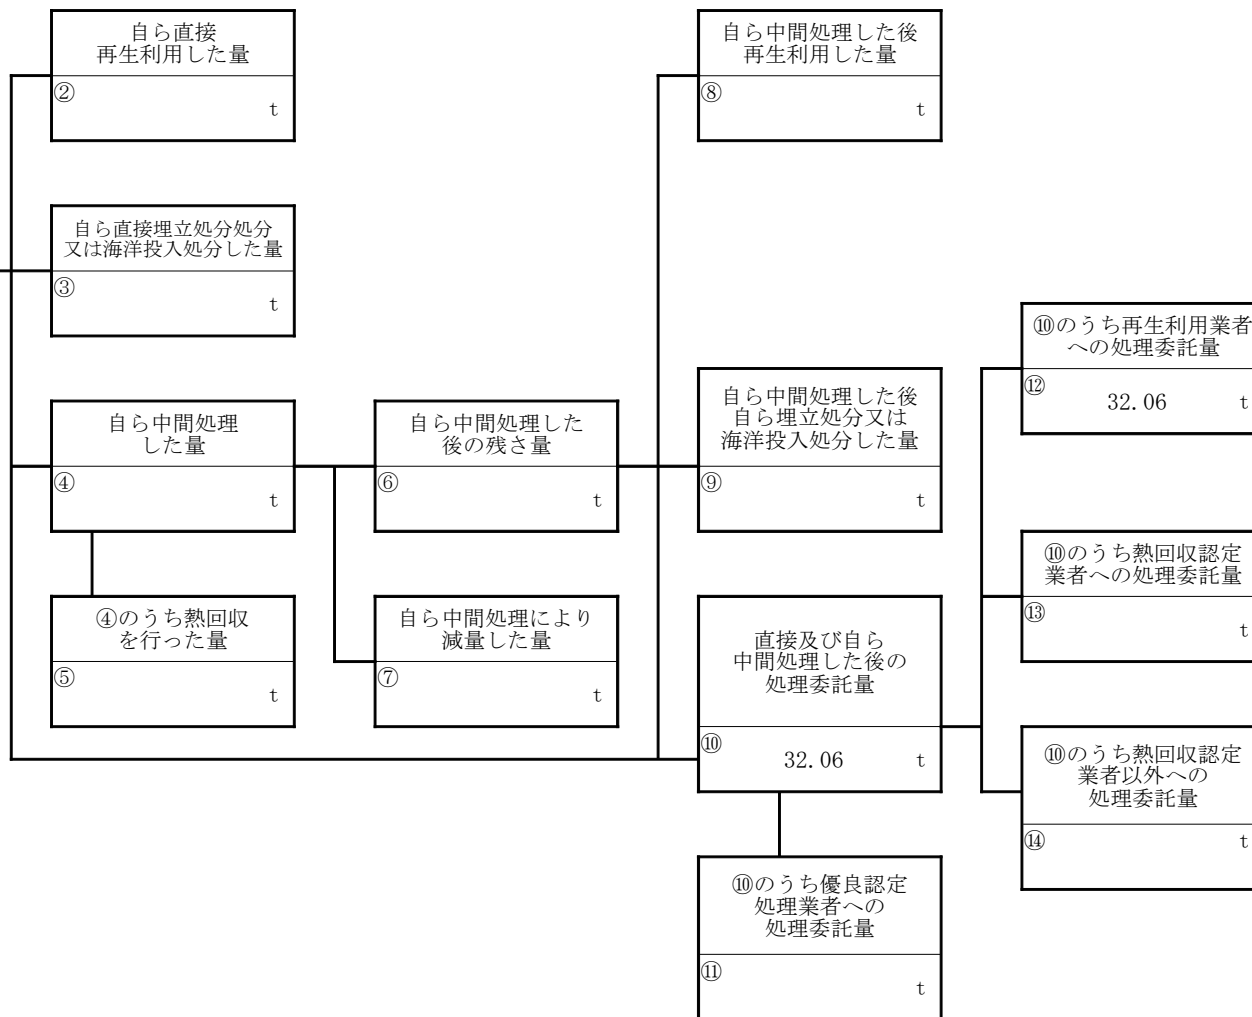 自ら直接
再生利用した量
②
t
自ら中間処理した後
再生利用した量
⑧
t
自ら直接埋立処分処分
又は海洋投入処分した量
③
t
⑩のうち再生利用業者
への処理委託量
⑫
32.06 t
自ら中間処理
した量
④
t
自ら中間処理した
後の残さ量
⑥
t
自ら中間処理した後
自ら埋立処分又は
海洋投入処分した量
⑨
t
⑩のうち熱回収認定
業者への処理委託量
⑬
t
④のうち熱回収
を行った量
⑤
t
自ら中間処理により
減量した量
⑦
t
直接及び自ら
中間処理した後の
処理委託量
⑩
32.06 t
⑩のうち熱回収認定
業者以外への
処理委託量
⑭ t
⑩のうち優良認定
処理業者への
処理委託量
⑪
t